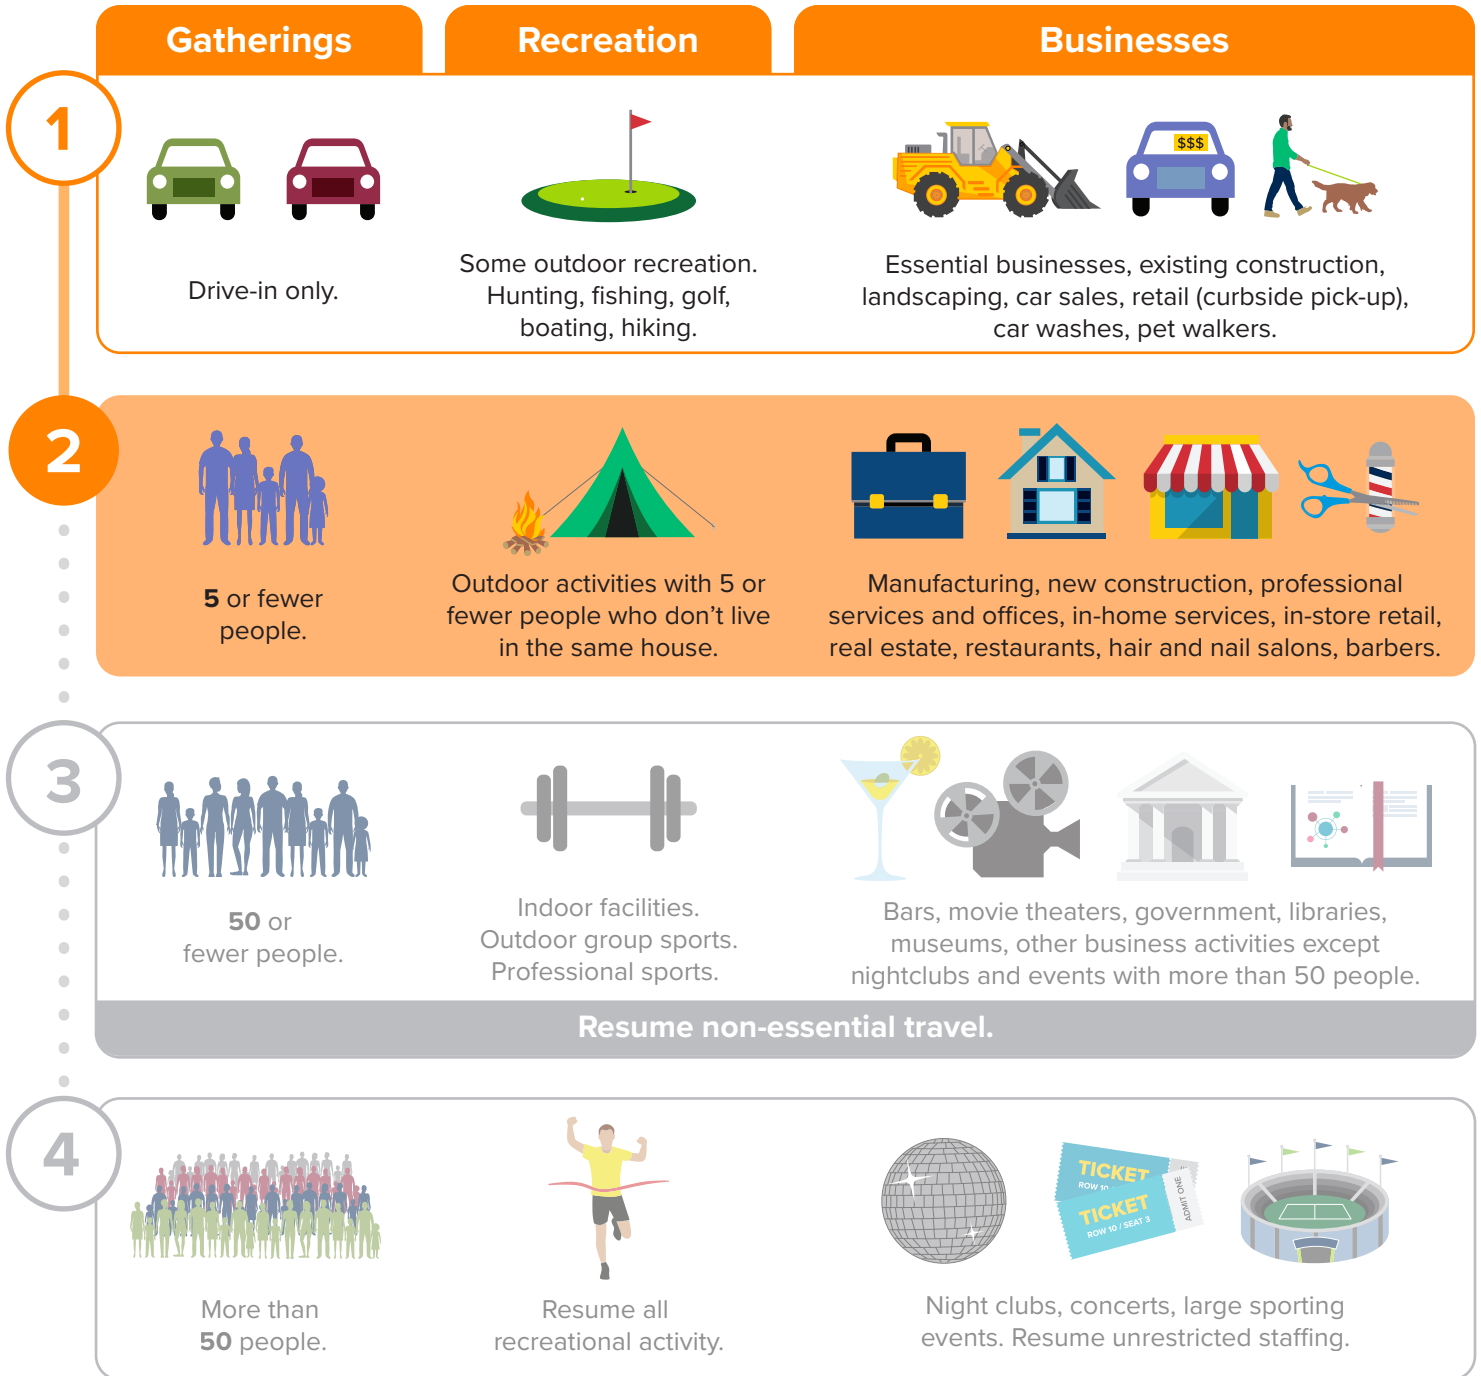 Gatherings
Recreation
Businesses
1
$$$
Drive-in only.
Some outdoor recreation.
Hunting, fishing, golf,
boating, hiking.
Essential businesses, existing construction,
landscaping, car sales, retail (curbside pick-up),
car washes, pet walkers.
2
5 or fewer
people.
Outdoor activities with 5 or
fewer people who don’t live
in the same house.
Manufacturing, new construction, professional
services and offices, in-home services, in-store retail,
real estate, restaurants, hair and nail salons, barbers.
3
50 or
fewer people.
Indoor facilities.
Outdoor group sports.
Professional sports.
Bars, movie theaters, government, libraries,
museums, other business activities except
nightclubs and events with more than 50 people.
Resume non-essential travel.
4
TICKET
ROW 10
TICKET
ROW 10 / SEAT 3
ADMIT ONE
More than
50 people.
Resume all
recreational activity.
Night clubs, concerts, large sporting
events. Resume unrestricted staffing.